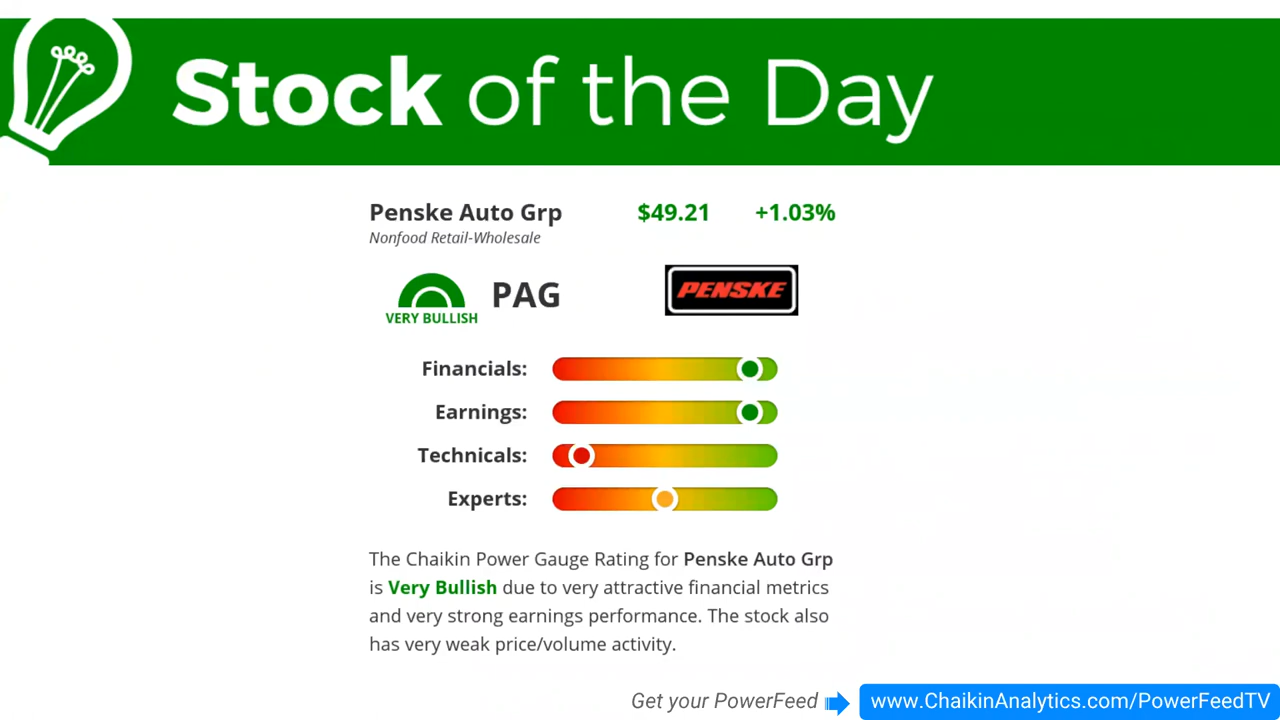 Stock of the Day
Penske Auto Grp $49.21 +1.03%
Nonfood Retail-Wholesale
VERY BULLISH PAG PENSKE
Financials:
Earnings:
Technicals:
Experts:
The Chaikin Power Gauge Rating for Penske Auto Grp
is Very Bullish due to very attractive financial metrics
and very strong earnings performance. The stock also
has very weak price/volume activity.
Get your PowerFeed www.ChaikinAnalytics.com/PowerFeedTV